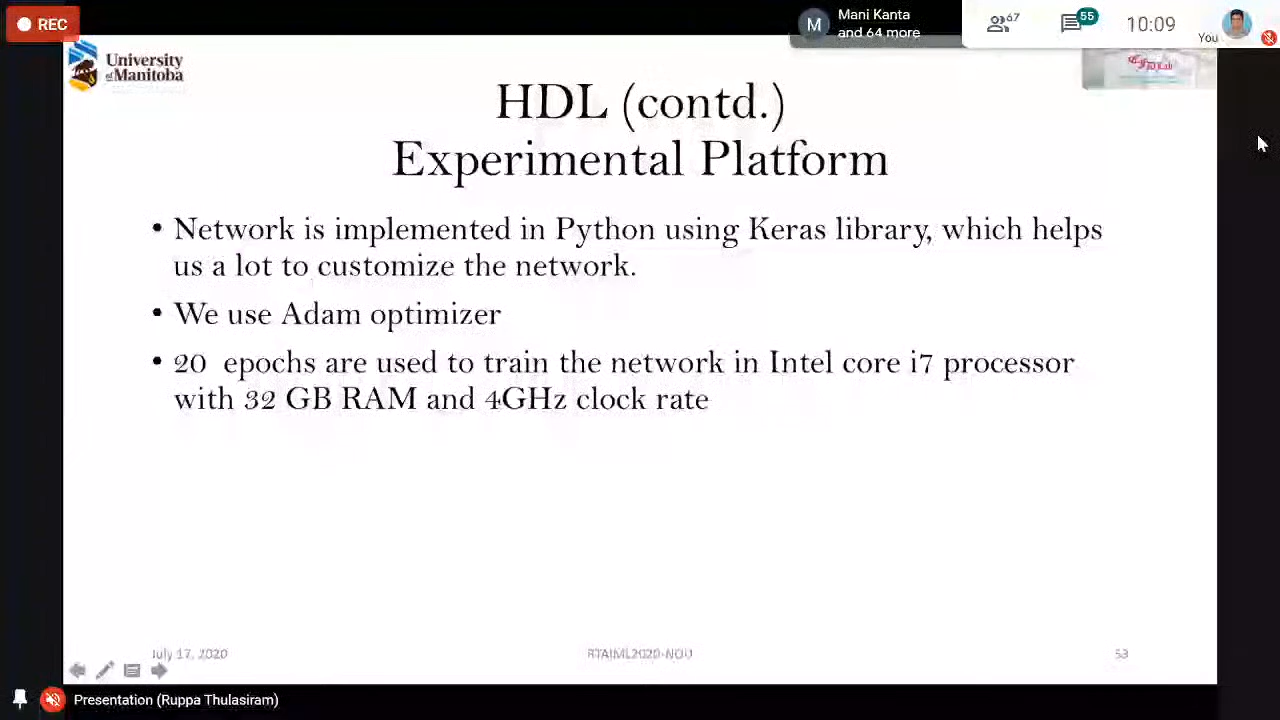 REC
M
Mani Kanta
and 64 more
67
55
10:09
You
University
of Manitoba
HDL (contd.)
Experimental Platform
• Network is implemented in Python using Keras library, which helps
us a lot to customize the network.
• We use Adam optimizer
• 20 epochs are used to train the network in Intel core i7 processor
with 32 GB RAM and 4GHz clock rate
July 17, 2020
RTAIML2020-NOU
53
Presentation (Ruppa Thulasiram)